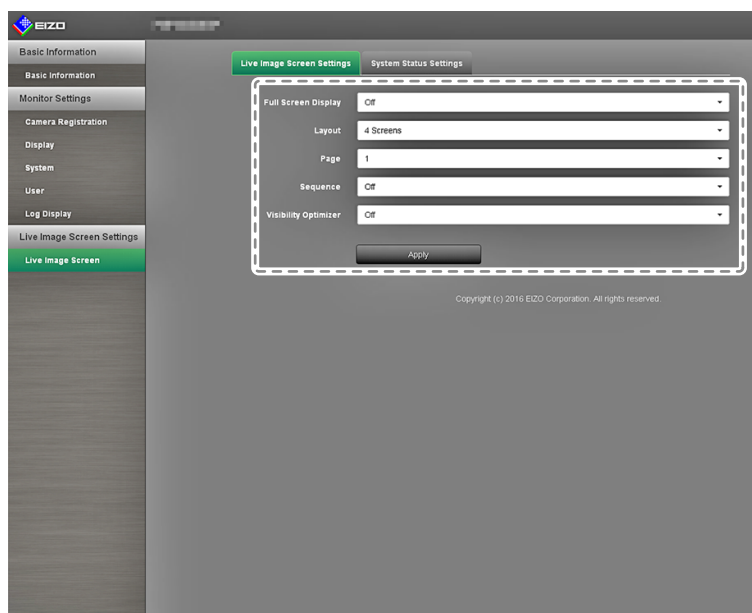 EIZO
Basic Information
Basic Information
Monitor Settings
Camera Registration
Display
System
User
Log Display
Live Image Screen Settings
Live Image Screen
Live Image Screen Settings
System Status Settings
Full Screen Display Off
Layout 4 Screens
Page 1
Sequence Off
Visibility Optimizer Off
Apply
Copyright (c) 2016 EIZO Corporation. All rights reserved.